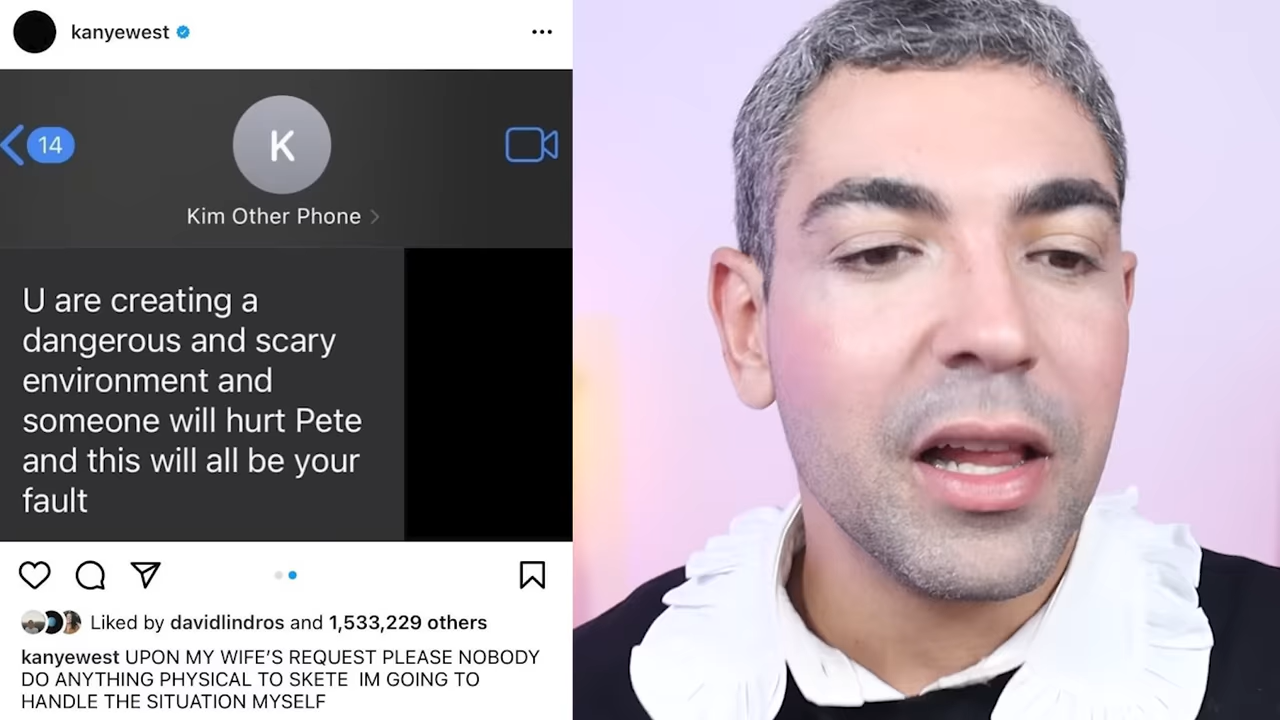 kanyewest
14
K
Kim Other Phone
U are creating a
dangerous and scary
environment and
someone will hurt Pete
and this will all be your
fault
Liked by davidlindros and 1,533,229 others
kanyewest UPON MY WIFE’S REQUEST PLEASE NOBODY
DO ANYTHING PHYSICAL TO SKETE IM GOING TO
HANDLE THE SITUATION MYSELF